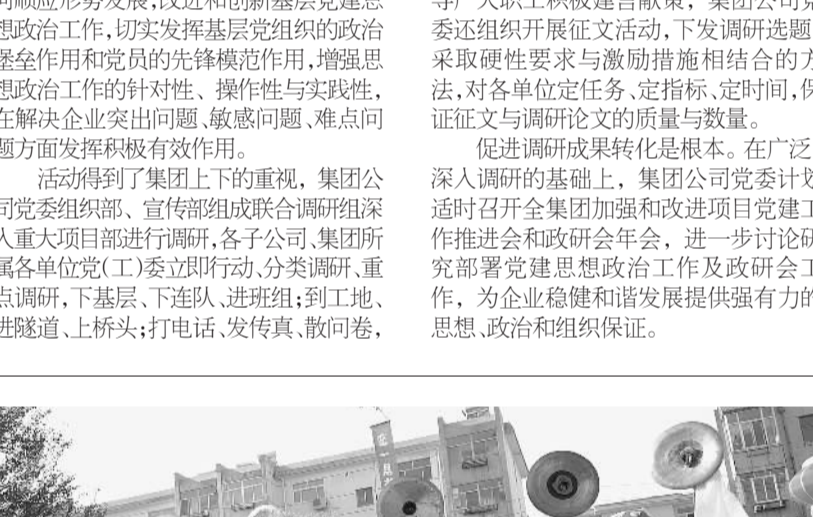 顺应形势发展,改进和创新基层党建思
想政治工作,切实发挥基层党组织的政治
堡垒作用和党员的先锋模范作用,增强思
想政治工作的针对性、操作性与实践性,
在解决企业突出问题、敏感问题、难点问
题方面发挥积极有效作用。
活动得到了集团上下的重视，集团公
司党委组织部、宣传部组成联合调研组深
入重大项目部进行调研,各子公司、集团所
属各单位党(工)委立即行动、分类调研、重
点调研,下基层、下连队、进班组;到工地、
进隧道、上桥头;打电话、发传真、散问卷,
等广大职工积极建言献策，集团公司党
委还组织开展征文活动,下发调研选题
采取硬性要求与激励措施相结合的方
法,对各单位定任务、定指标、定时间,保
证征文与调研论文的质量与数量。
促进调研成果转化是根本。在广泛
深入调研的基础上，集团公司党委计划
适时召开全集团加强和改进项目党建工
作推进会和政研会年会，进一步讨论研
究部署党建思想政治工作及政研会工
作，为企业稳健和谐发展提供强有力的
思想、政治和组织保证。